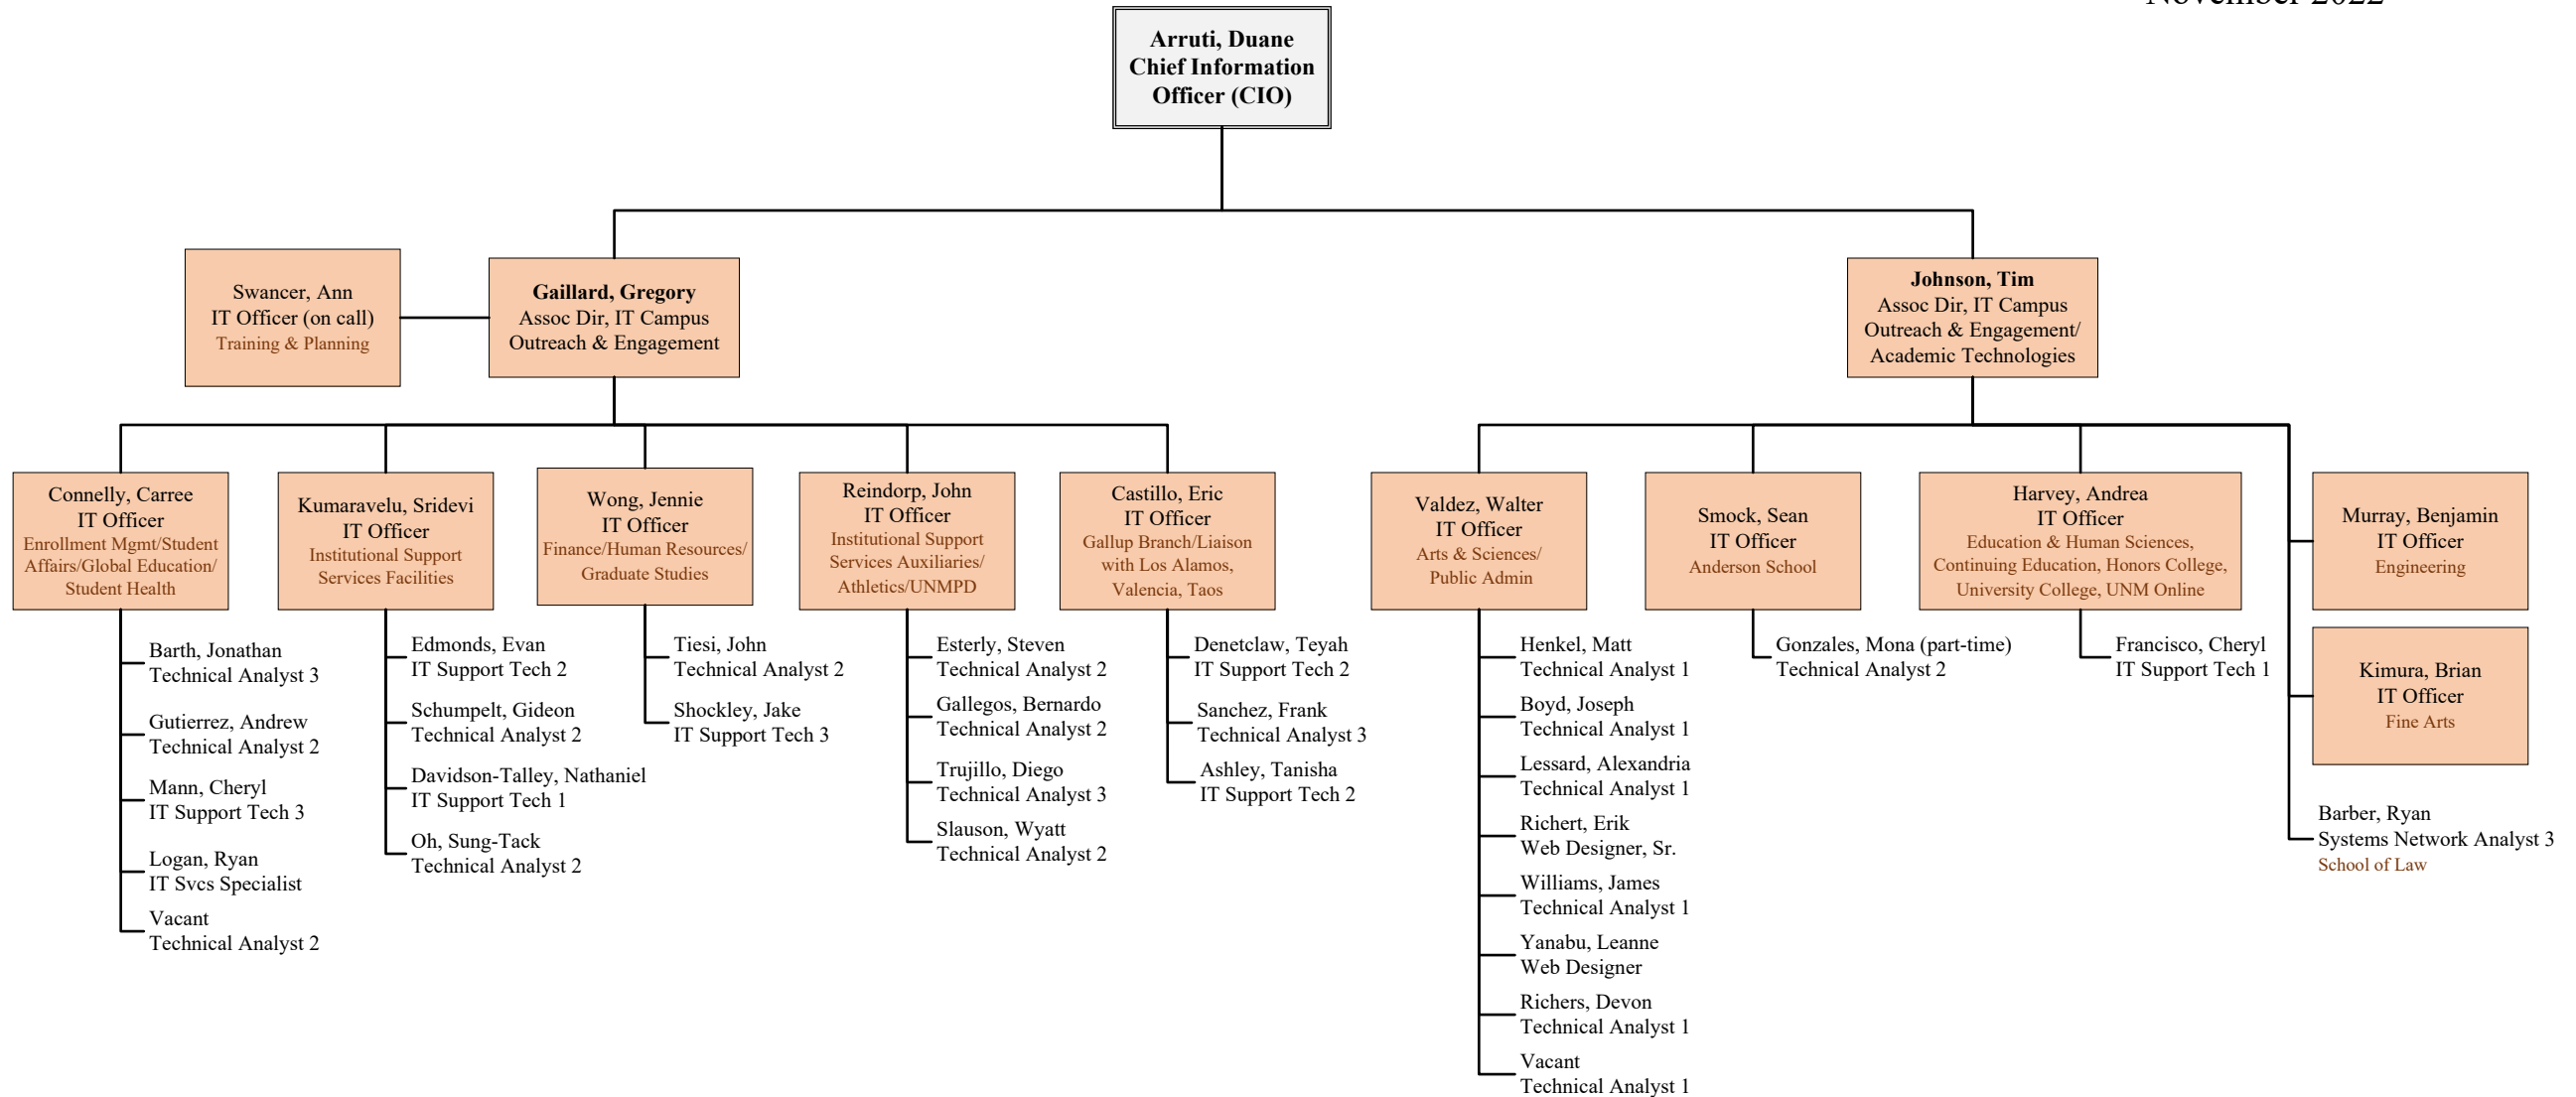 November 2022
Arruti, Duane
Chief Information
Officer (CIO)
Swancer, Ann
IT Officer (on call)
Training & Planning
Gaillard, Gregory
Assoc Dir, IT Campus
Outreach & Engagement
Johnson, Tim
Assoc Dir, IT Campus
Outreach & Engagement/
Academic Technologies
Connelly, Carree
IT Officer
Enrollment Mgmt/Student
Affairs/Global Education/
Student Health
Barth, Jonathan
Technical Analyst 3
Gutierrez, Andrew
Technical Analyst 2
Mann, Cheryl
IT Support Tech 3
Logan, Ryan
IT Svcs Specialist
Vacant
Technical Analyst 2
Kumaravelu, Sridevi
IT Officer
Institutional Support
Services Facilities
Edmonds, Evan
IT Support Tech 2
Schumpelt, Gideon
Technical Analyst 2
Davidson-Talley, Nathaniel
IT Support Tech 1
Oh, Sung-Tack
Technical Analyst 2
Wong, Jennie
IT Officer
Finance/Human Resources/
Graduate Studies
Tiesi, John
Technical Analyst 2
Shockley, Jake
IT Support Tech 3
Reindorp, John
IT Officer
Institutional Support
Services Auxiliaries/
Athletics/UNMPD
Esterly, Steven
Technical Analyst 2
Gallegos, Bernardo
Technical Analyst 2
Trujillo, Diego
Technical Analyst 3
Slauson, Wyatt
Technical Analyst 2
Castillo, Eric
IT Officer
Gallup Branch/Liaison
with Los Alamos,
Valencia, Taos
Denetclaw, Teyah
IT Support Tech 2
Sanchez, Frank
Technical Analyst 3
Ashley, Tanisha
IT Support Tech 2
Valdez, Walter
IT Officer
Arts & Sciences/
Public Admin
Henkel, Matt
Technical Analyst 1
Boyd, Joseph
Technical Analyst 1
Lessard, Alexandria
Technical Analyst 1
Richert, Erik
Web Designer, Sr.
Williams, James
Technical Analyst 1
Yanabu, Leanne
Web Designer
Richers, Devon
Technical Analyst 1
Vacant
Technical Analyst 1
Smock, Sean
IT Officer
Anderson School
Gonzales, Mona (part-time)
Technical Analyst 2
Harvey, Andrea
IT Officer
Education & Human Sciences,
Continuing Education, Honors College,
University College, UNM Online
Francisco, Cheryl
IT Support Tech 1
Murray, Benjamin
IT Officer
Engineering
Kimura, Brian
IT Officer
Fine Arts
Barber, Ryan
Systems Network Analyst 3
School of Law